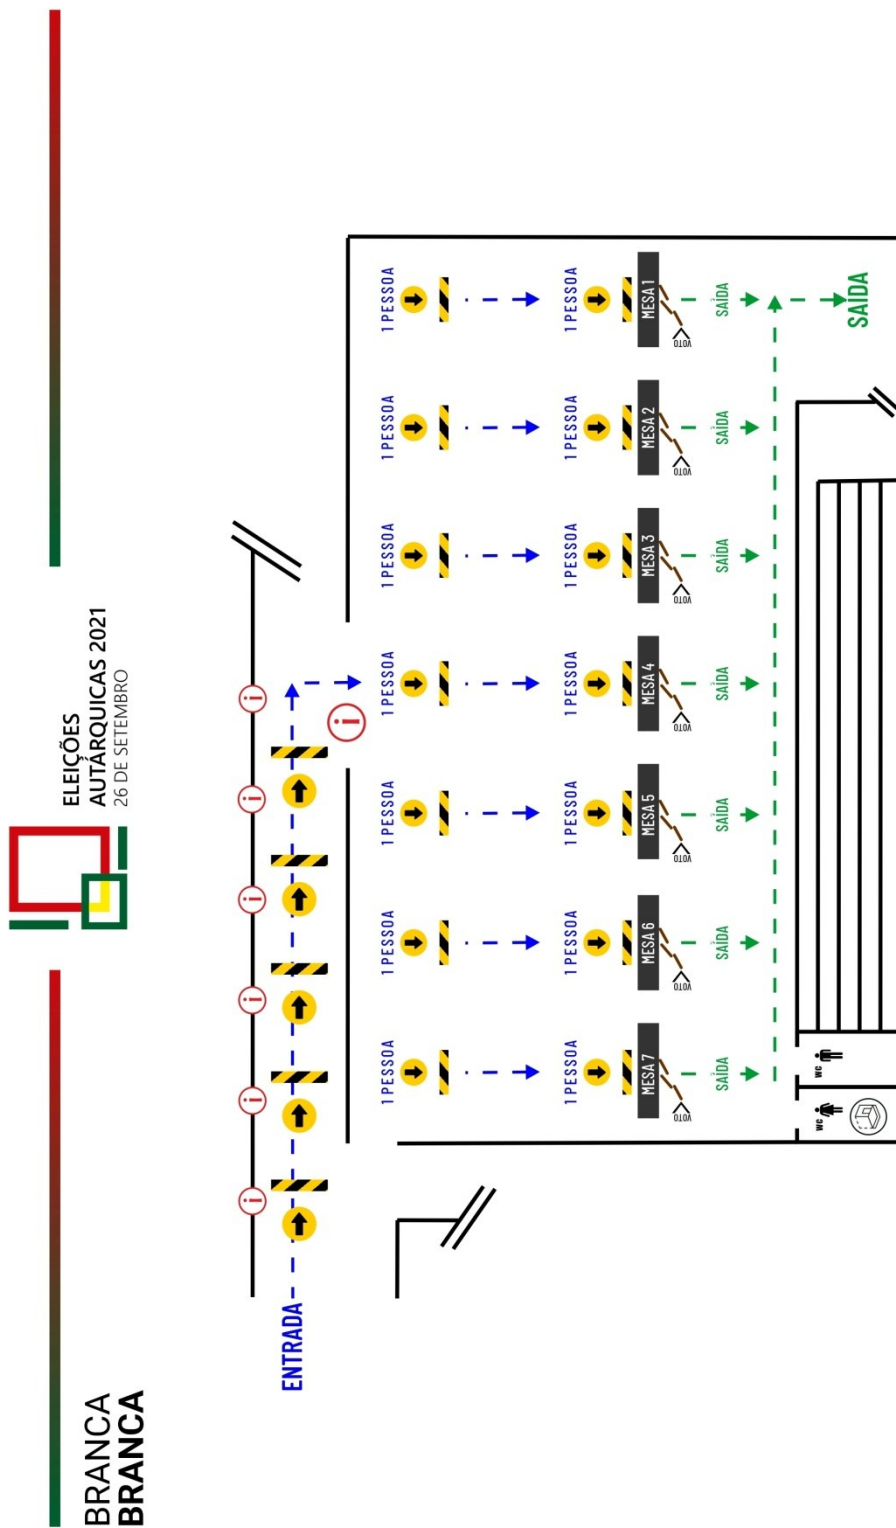 ELEIÇÕES
AUTÁRQUICAS 2021
26 DE SETEMBRO
BRANCA
BRANCA
ENTRADA
1 PESSOA
1 PESSOA
1 PESSOA
1 PESSOA
1 PESSOA
1 PESSOA
1 PESSOA
1 PESSOA
1 PESSOA
1 PESSOA
1 PESSOA
1 PESSOA
1 PESSOA
1 PESSOA
MESA 7
MESA 6
MESA 5
MESA 4
MESA 3
MESA 2
MESA 1
VOTO
VOTO
VOTO
VOTO
VOTO
VOTO
VOTO
SAÍDA
SAÍDA
SAÍDA
SAÍDA
SAÍDA
SAÍDA
SAÍDA
WC
WC
SAÍDA